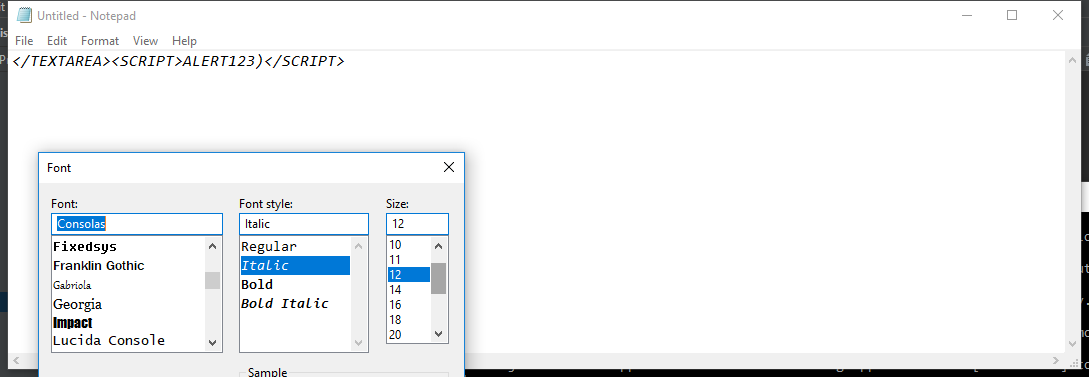 Untitled - Notepad
File Edit Format View Help
</TEXTAREA><SCRIPT>ALERT123)</SCRIPT>
Font
Font: Font style: Size:
Consolas Italic 12
Fixedsys
Franklin Gothic
Gabriola
Georgia
Impact
Lucida Console
Regular
Italic
Bold
Bold Italic
10
11
12
14
16
18
20
Sample